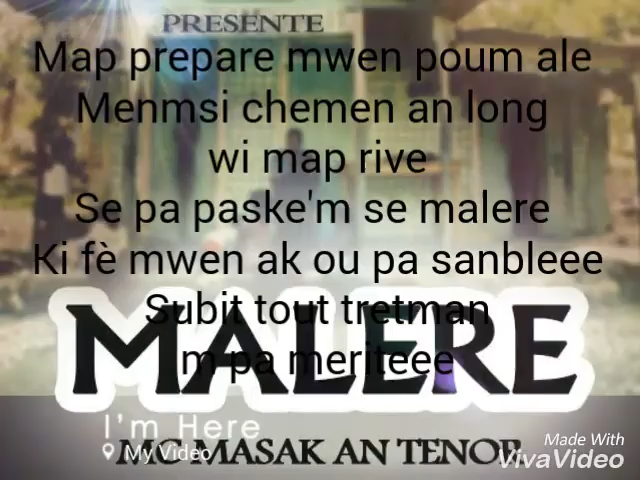 PRESENTE
Map prepare mwen poum ale
Menmsi chemen an long
wi map rive
Se pa paske'm se malere
Ki fè mwen ak ou pa sanbleee
Subit tout tretman
m pa meriteee
MALERE
I'm Here
My Video
MC MASAK AN TENOR
Made With
VivaVideo